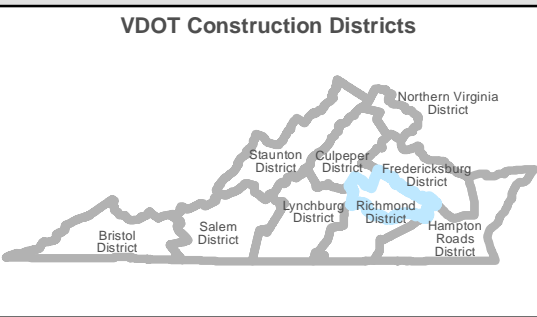 VDOT Construction Districts
Northern Virginia
District
Staunton
District
Culpeper
District
Fredericksburg
District
Lynchburg
District
Richmond
District
Hampton
Roads
District
Salem
District
Bristol
District